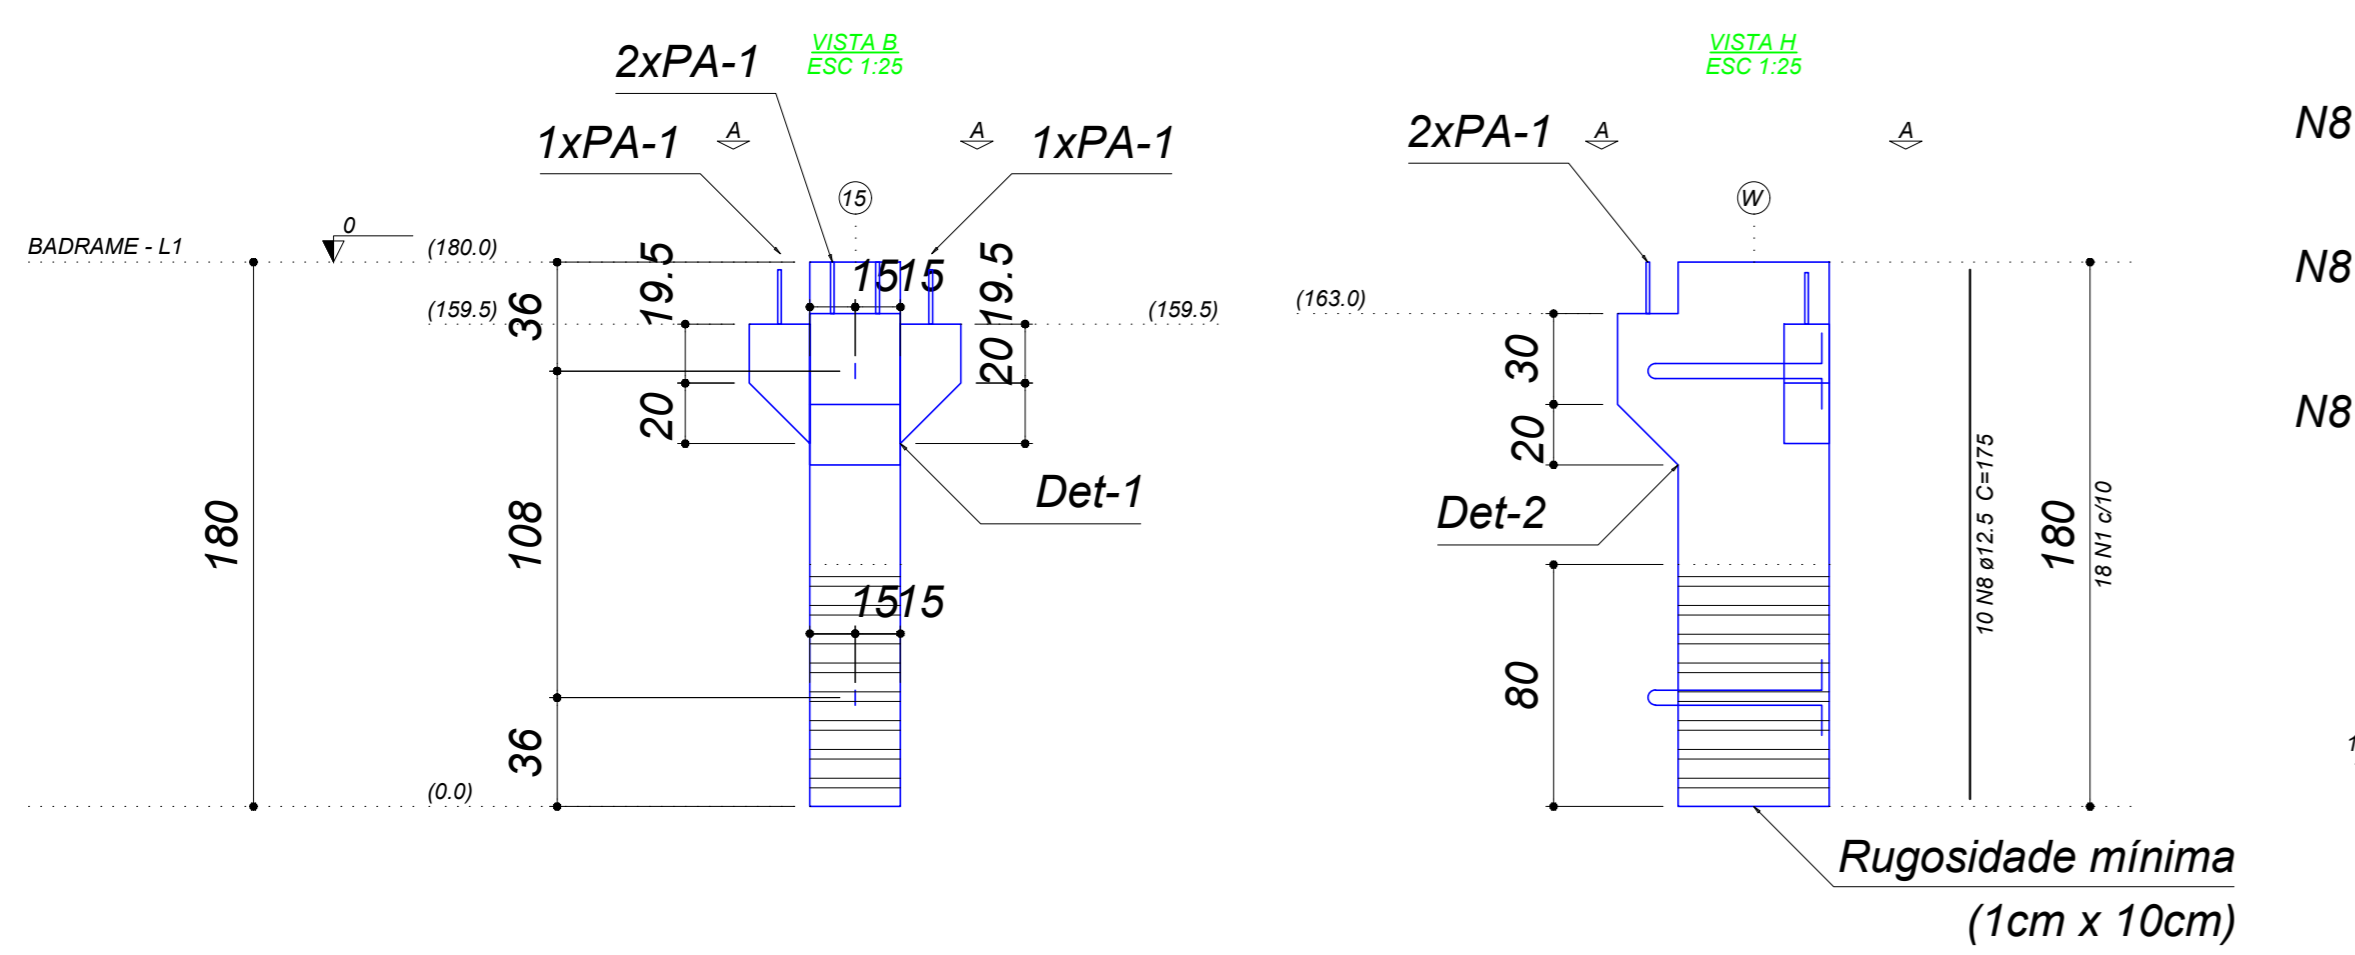 VISTA B
ESC 1:25
2xPA-1
1xPA-1
A
A
1xPA-1
15
BADRAME - L1
0
(180.0)
(159.5)
(159.5)
19.5
1515
19.5
36
20
20
108
180
Det-1
1515
36
(0.0)
VISTA H
ESC 1:25
2xPA-1
A
A
W
(163.0)
30
20
Det-2
80
10 N8 ø12.5 C=175
180
18 N1 c/10
Rugosidade mínima
(1cm x 10cm)
N8
N8
N8